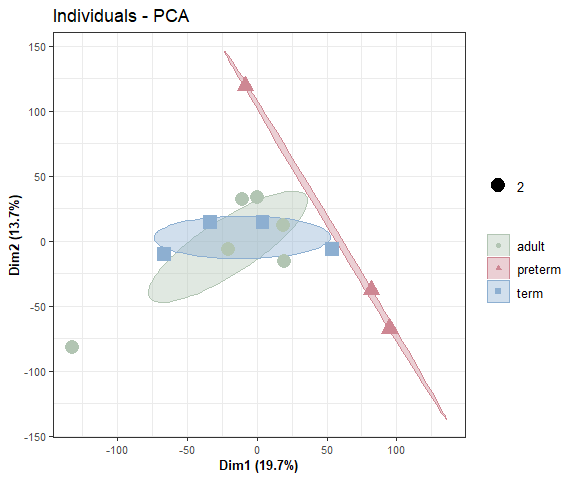 Individuals - PCA
150
100
50
0
-50
-100
-150
Dim2 (13.7%)
-100 -50 0 50 100
Dim1 (19.7%)
2
adult
preterm
term